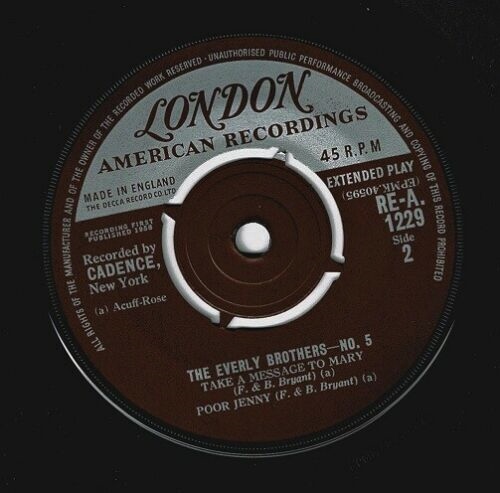 ALL RIGHTS OF THE MANUFACTURER AND OF THE OWNER OF THE RECORDED WORK RESERVED - UNAUTHORISED PUBLIC PERFORMANCE BROADCASTING AND COPYING OF THIS RECORD PROHIBITED
LONDON
AMERICAN RECORDINGS
45 R.P.M
MADE IN ENGLAND
THE DECCA RECORD CO. LTD
EXTENDED PLAY
(EPMK 40595)
RE-A.
1229
Side
2
RECORDING FIRST
PUBLISHED 1958
Recorded by
CADENCE,
New York
(a) Acuff-Rose
THE EVERLY BROTHERS—NO. 5
TAKE A MESSAGE TO MARY
(F. & B. Bryant) (a)
POOR JENNY (F. & B. Bryant) (a)